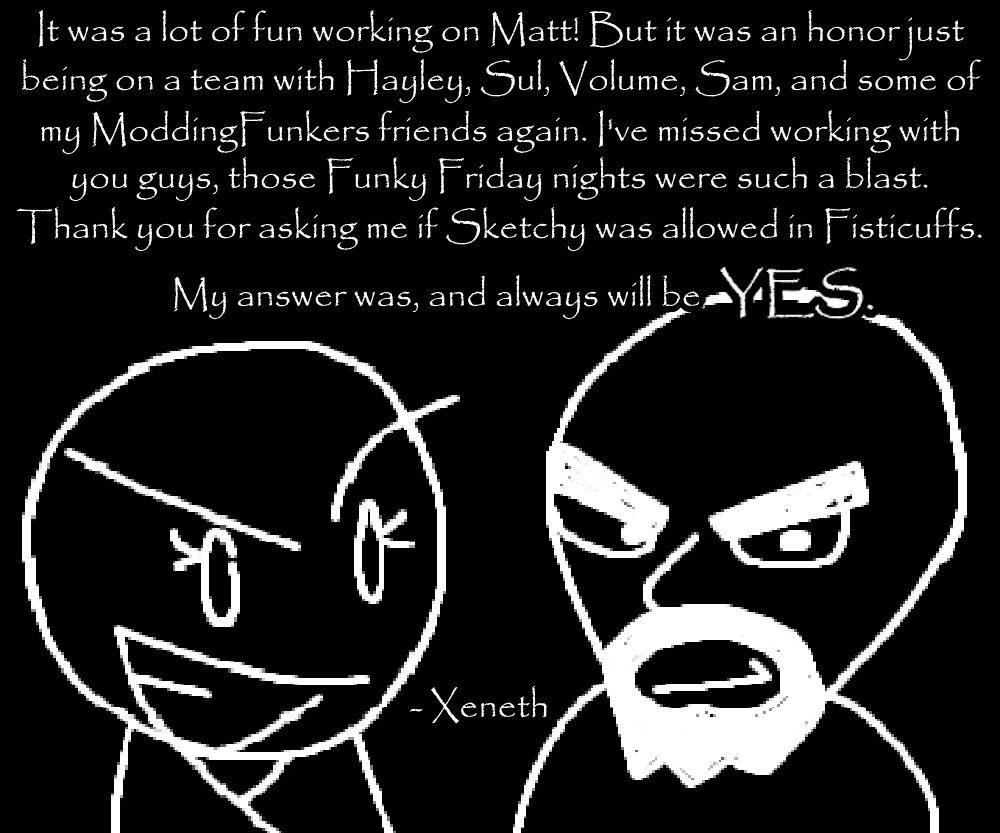 It was a lot of fun working on Matt! But it was an honor just
being on a team with Hayley, Sul, Volume, Sam, and some of
my ModdingFunkers friends again. I've missed working with
you guys, those Funky Friday nights were such a blast.
Thank you for asking me if Sketchy was allowed in Fisticuffs.
My answer was, and always will be YES.
- Xeneth